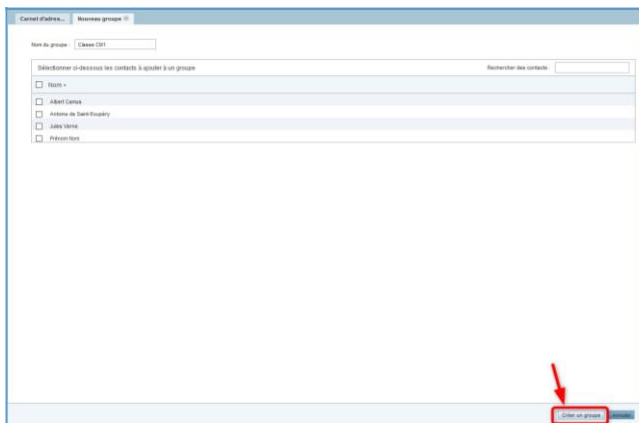 Carnet d'adres... Nouveau groupe
Nom du groupe : Classe CM1
Sélectionner ci-dessous les contacts à ajouter à un groupe Rechercher des contacts :
Nom
Albert Camus
Antoine de Saint-Exupéry
Jules Verne
Prénom Nom
Créer un groupe Annuler